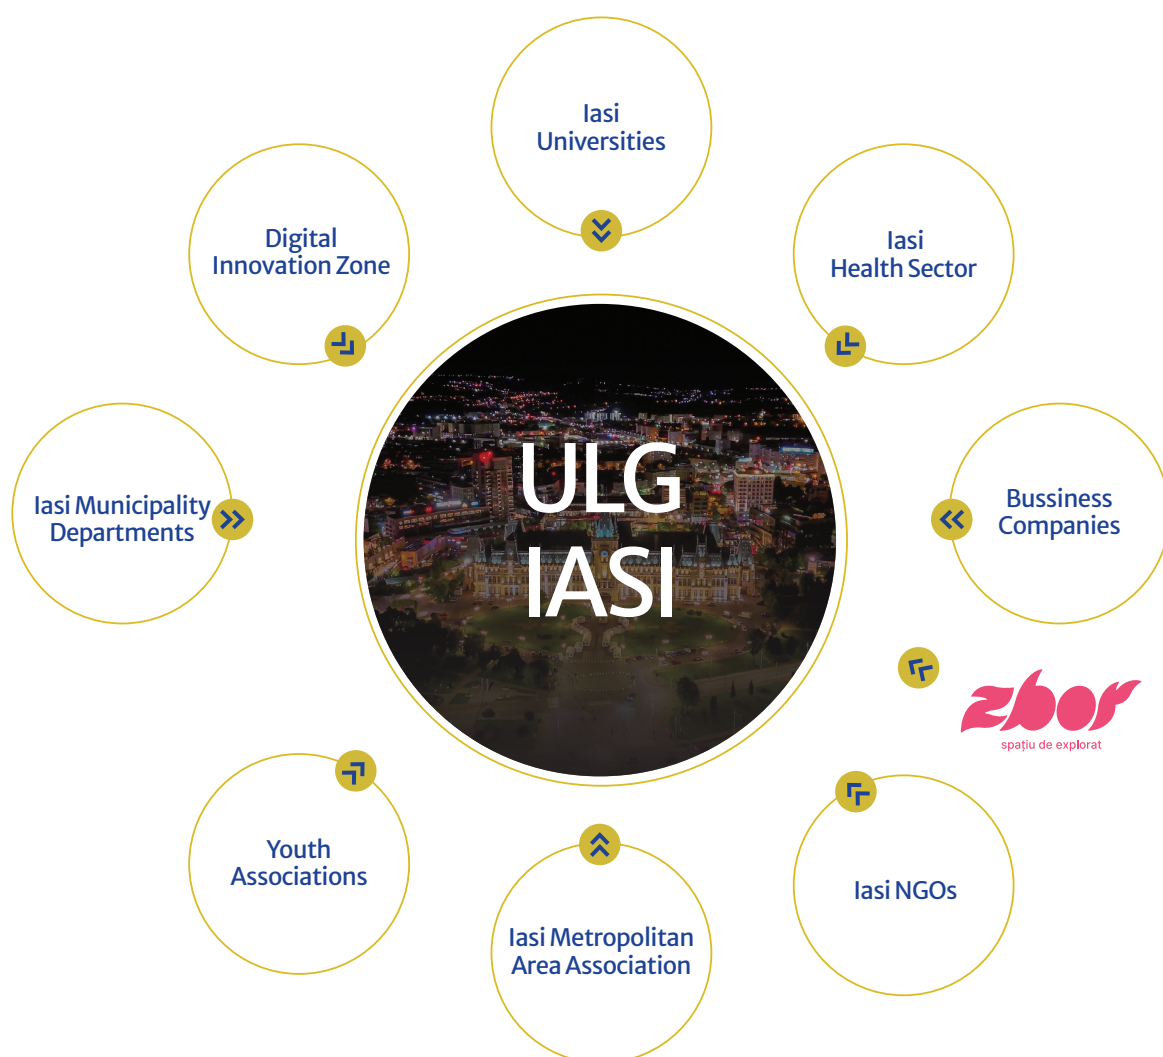 Iasi
Universities
Digital
Innovation Zone
Iasi
Health Sector
ULG
IASI
Iasi Municipality
Departments
Bussiness
Companies
zbor
spațiu de explorat
Youth
Associations
Iasi NGOs
Iasi Metropolitan
Area Association